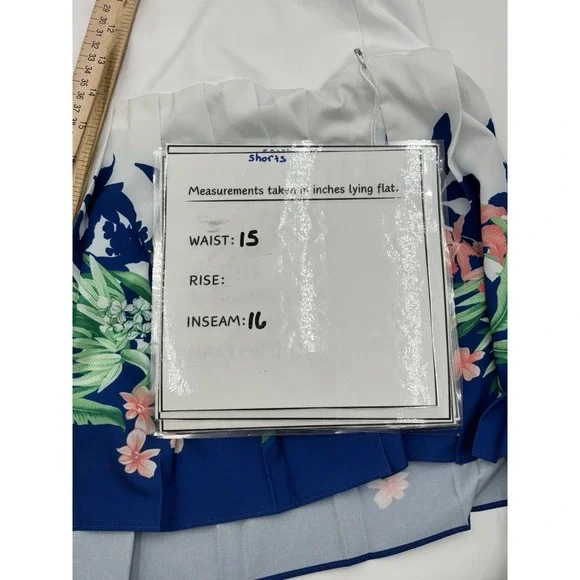 shorts
Measurements taken in inches lying flat.
WAIST: 15
RISE:
INSEAM: 16